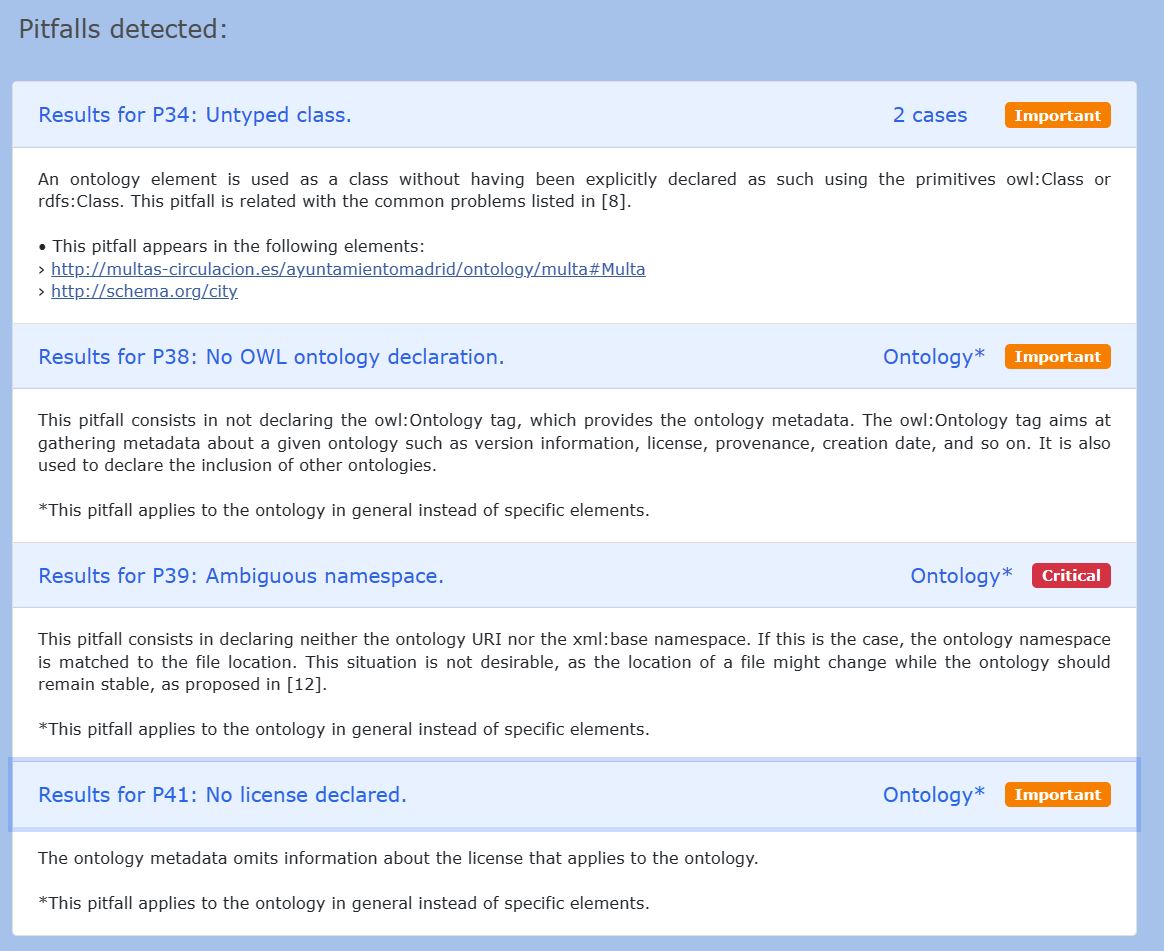 Pitfalls detected:
Results for P34: Untyped class. 2 cases Important
An ontology element is used as a class without having been explicitly declared as such using the primitives owl:Class or
rdfs:Class. This pitfall is related with the common problems listed in [8].
• This pitfall appears in the following elements:
› http://multas-circulacion.es/ayuntamientomadrid/ontology/multa#Multa
› http://schema.org/city
Results for P38: No OWL ontology declaration. Ontology* Important
This pitfall consists in not declaring the owl:Ontology tag, which provides the ontology metadata. The owl:Ontology tag aims at
gathering metadata about a given ontology such as version information, license, provenance, creation date, and so on. It is also
used to declare the inclusion of other ontologies.
*This pitfall applies to the ontology in general instead of specific elements.
Results for P39: Ambiguous namespace. Ontology* Critical
This pitfall consists in declaring neither the ontology URI nor the xml:base namespace. If this is the case, the ontology namespace
is matched to the file location. This situation is not desirable, as the location of a file might change while the ontology should
remain stable, as proposed in [12].
*This pitfall applies to the ontology in general instead of specific elements.
Results for P41: No license declared. Ontology* Important
The ontology metadata omits information about the license that applies to the ontology.
*This pitfall applies to the ontology in general instead of specific elements.